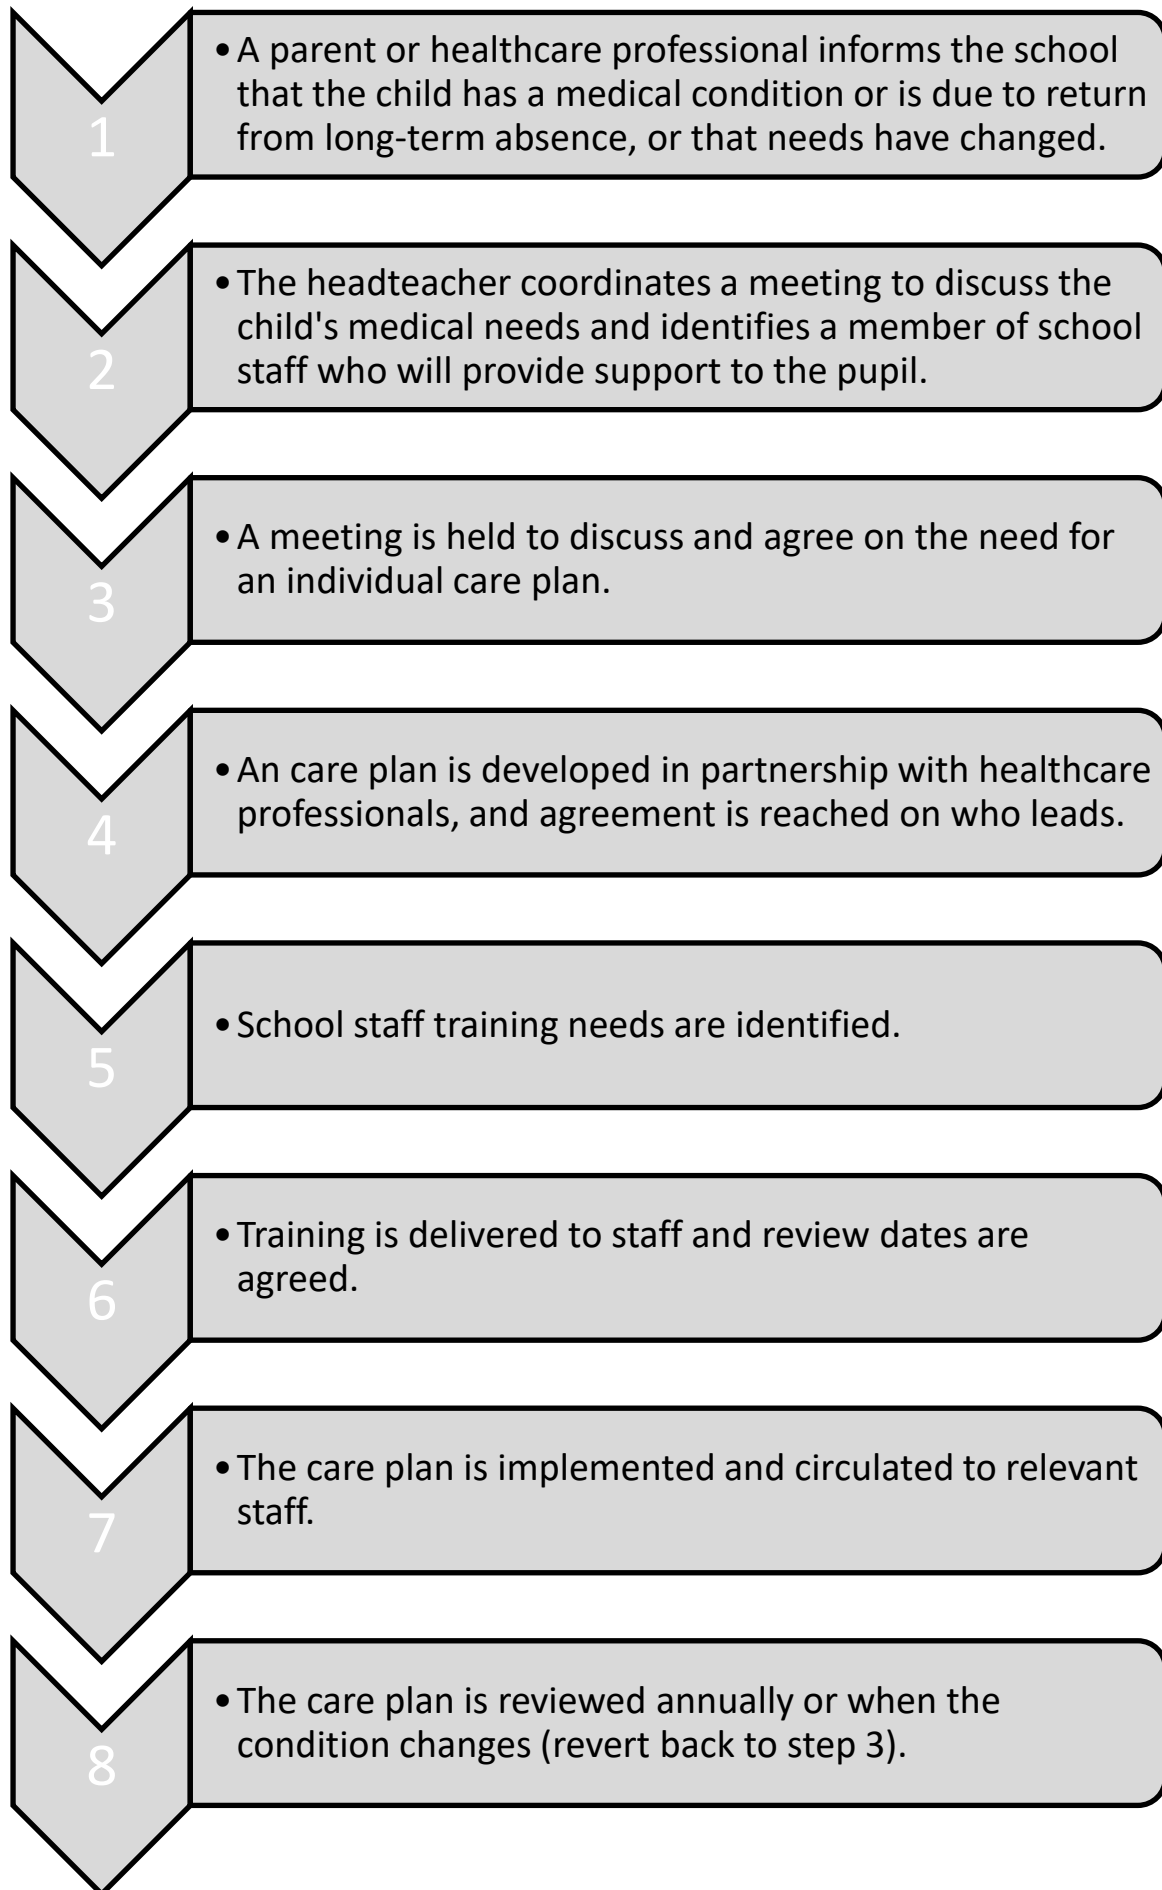 1
•A parent or healthcare professional informs the school
that the child has a medical condition or is due to return
from long-term absence, or that needs have changed.
2
•The headteacher coordinates a meeting to discuss the
child's medical needs and identifies a member of school
staff who will provide support to the pupil.
3
•A meeting is held to discuss and agree on the need for
an individual care plan.
4
•An care plan is developed in partnership with healthcare
professionals, and agreement is reached on who leads.
5
•School staff training needs are identified.
6
•Training is delivered to staff and review dates are
agreed.
7
•The care plan is implemented and circulated to relevant
staff.
8
•The care plan is reviewed annually or when the
condition changes (revert back to step 3).